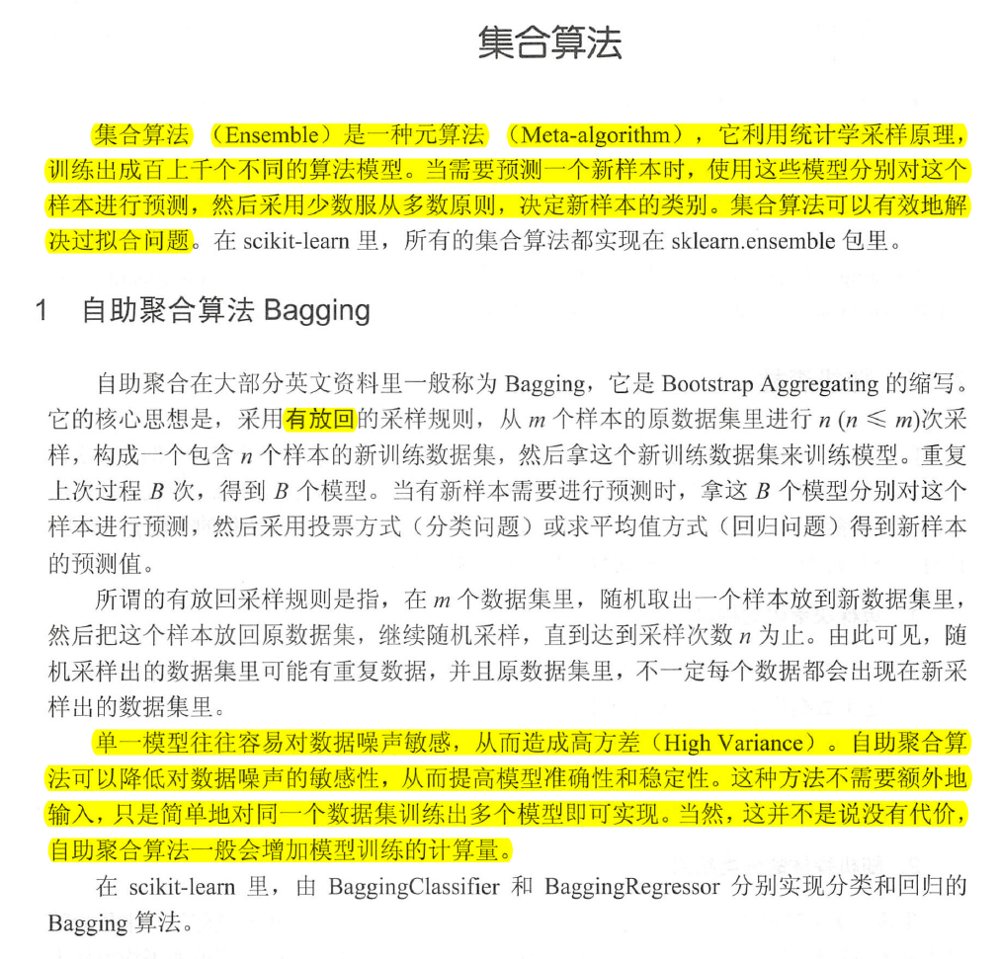 集合算法
集合算法 （Ensemble）是一种元算法 （Meta-algorithm），它利用统计学采样原理，
训练出成百上千个不同的算法模型。当需要预测一个新样本时，使用这些模型分别对这个
样本进行预测，然后采用少数服从多数原则，决定新样本的类别。集合算法可以有效地解
决过拟合问题。在 scikit-learn 里，所有的集合算法都实现在 sklearn.ensemble 包里。
1 自助聚合算法 Bagging
自助聚合在大部分英文资料里一般称为 Bagging，它是 Bootstrap Aggregating 的缩写。
它的核心思想是，采用有放回的采样规则，从 m 个样本的原数据集里进行 n (n ≤ m)次采
样，构成一个包含 n 个样本的新训练数据集，然后拿这个新训练数据集来训练模型。重复
上次过程 B 次，得到 B 个模型。当有新样本需要进行预测时，拿这 B 个模型分别对这个
样本进行预测，然后采用投票方式（分类问题）或求平均值方式（回归问题）得到新样本
的预测值。
所谓的有放回采样规则是指，在 m 个数据集里，随机取出一个样本放到新数据集里，
然后把这个样本放回原数据集，继续随机采样，直到达到采样次数 n 为止。由此可见，随
机采样出的数据集里可能有重复数据，并且原数据集里，不一定每个数据都会出现在新采
样出的数据集里。
单一模型往往容易对数据噪声敏感，从而造成高方差（High Variance）。自助聚合算
法可以降低对数据噪声的敏感性，从而提高模型准确性和稳定性。这种方法不需要额外地
输入，只是简单地对同一个数据集训练出多个模型即可实现。当然，这并不是说没有代价，
自助聚合算法一般会增加模型训练的计算量。
在 scikit-learn 里，由 BaggingClassifier 和 BaggingRegressor 分别实现分类和回归的
Bagging 算法。